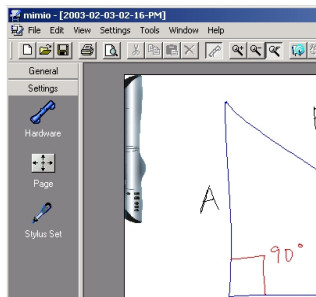 mimio - [2003-02-03-02-16-PM]
File Edit View Settings Tools Window Help
General
Settings
Hardware
Page
Stylus Set
A
90°